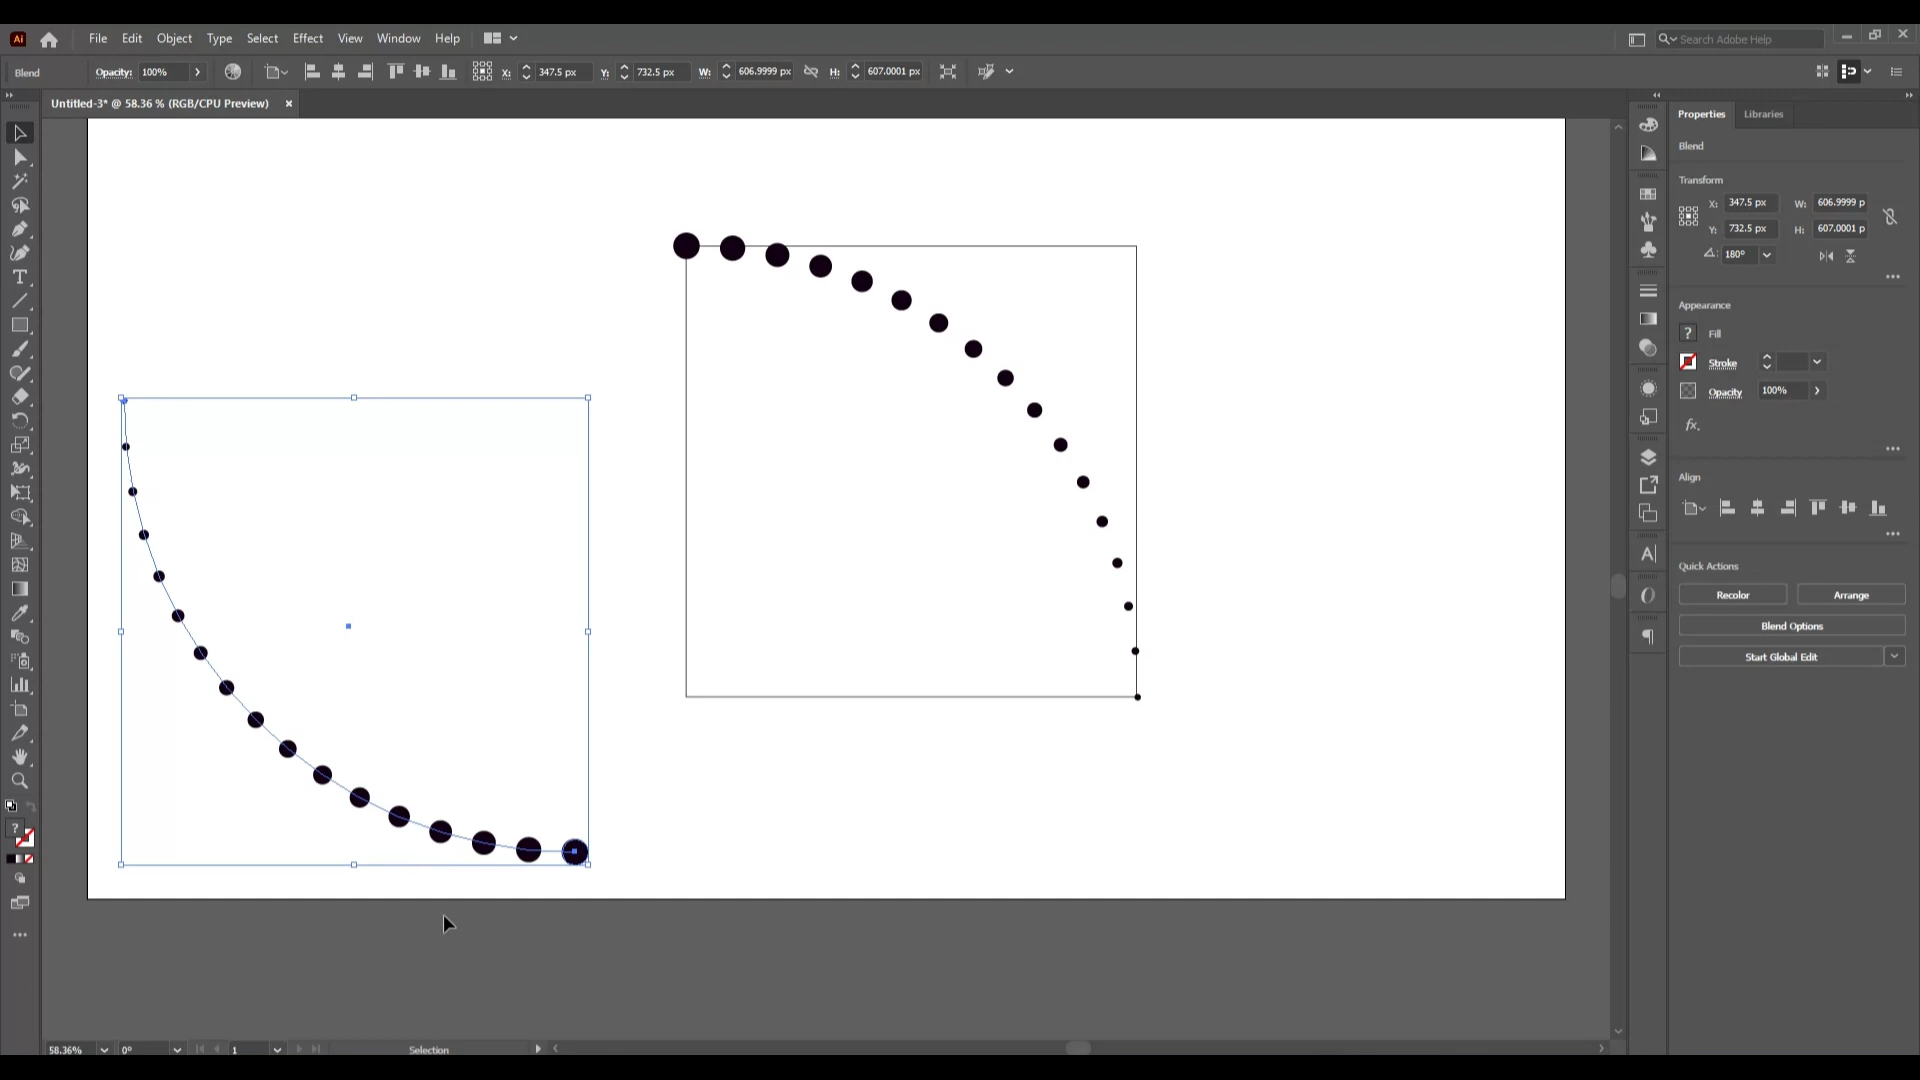 Ai File Edit Object Type Select Effect View Window Help Search Adobe Help
Blend Opacity: 100% X: 347.5 px Y: 732.5 px W: 606.9999 px H: 607.0001 px
Untitled-3* @ 58.36 % (RGB/CPU Preview) ×
Properties Libraries
Blend
Transform
X: 347.5 px W: 606.9999 p
Y: 732.5 px H: 607.0001 p
180°
Appearance
? Fill
Stroke
Opacity 100%
fx.
Align
Quick Actions
Recolor Arrange
Blend Options
Start Global Edit
58.36% 0° 1 Selection